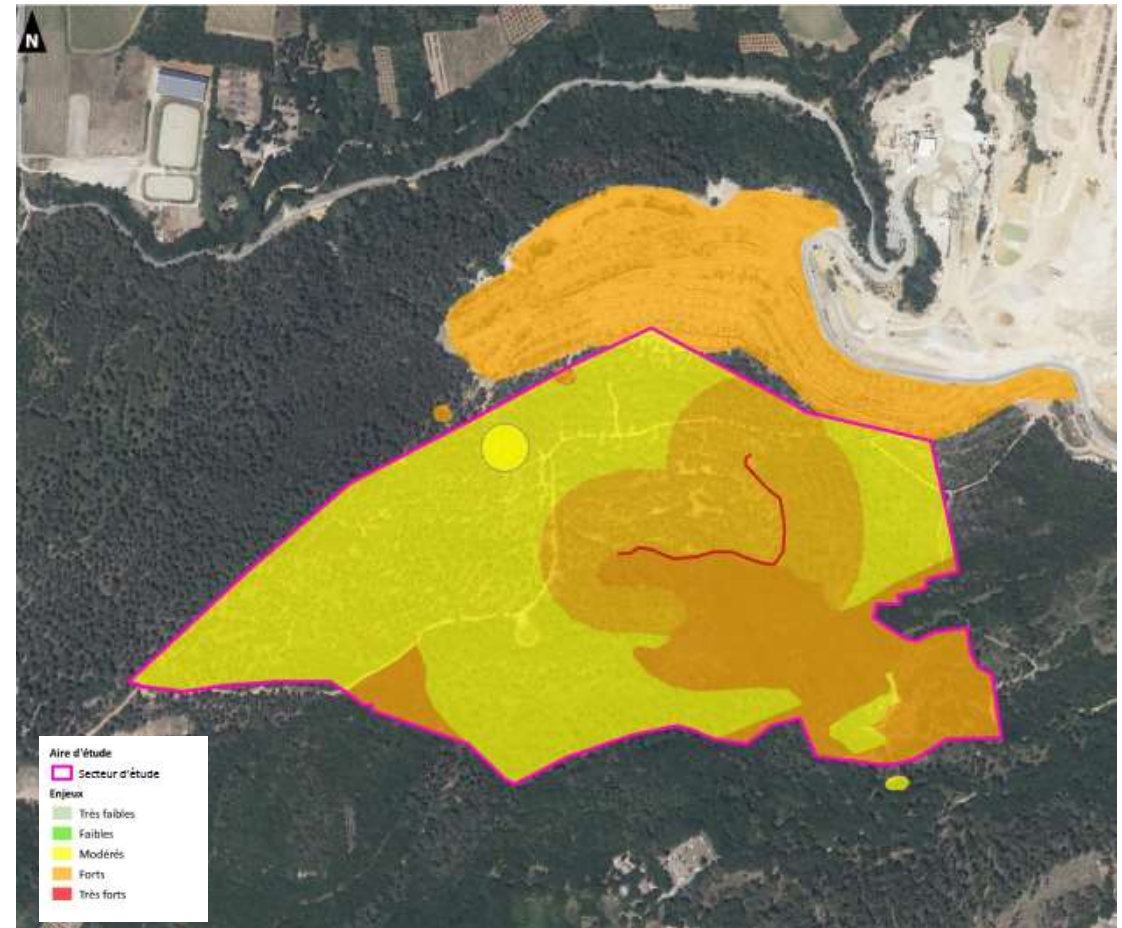 N
Aire d'étude
Secteur d'étude
Enjeux
Très faibles
Faibles
Modérés
Forts
Très forts